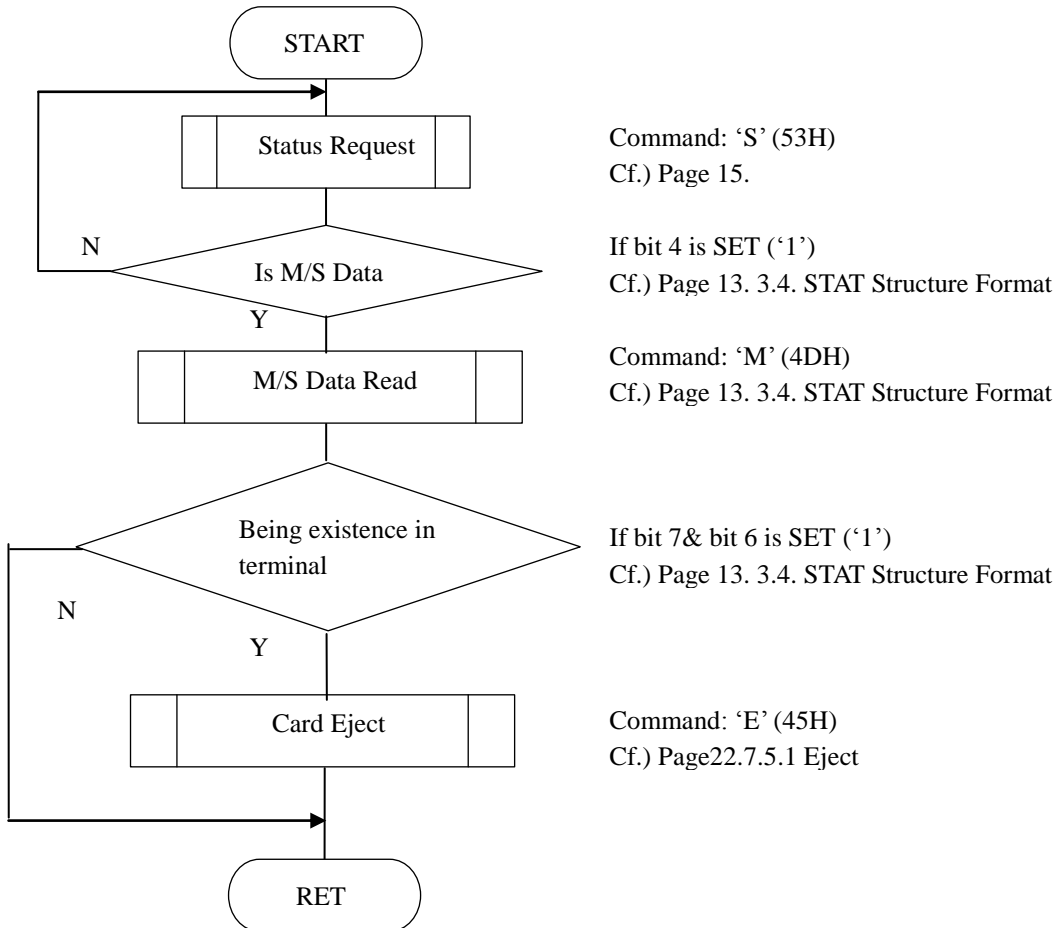 START
Status Request
Command: ‘S’ (53H)
Cf.) Page 15.
N
Is M/S Data
If bit 4 is SET (‘1’)
Cf.) Page 13. 3.4. STAT Structure Format
Y
M/S Data Read
Command: ‘M’ (4DH)
Cf.) Page 13. 3.4. STAT Structure Format
Being existence in
terminal
If bit 7& bit 6 is SET (‘1’)
Cf.) Page 13. 3.4. STAT Structure Format
N
Y
Card Eject
Command: ‘E’ (45H)
Cf.) Page22.7.5.1 Eject
RET